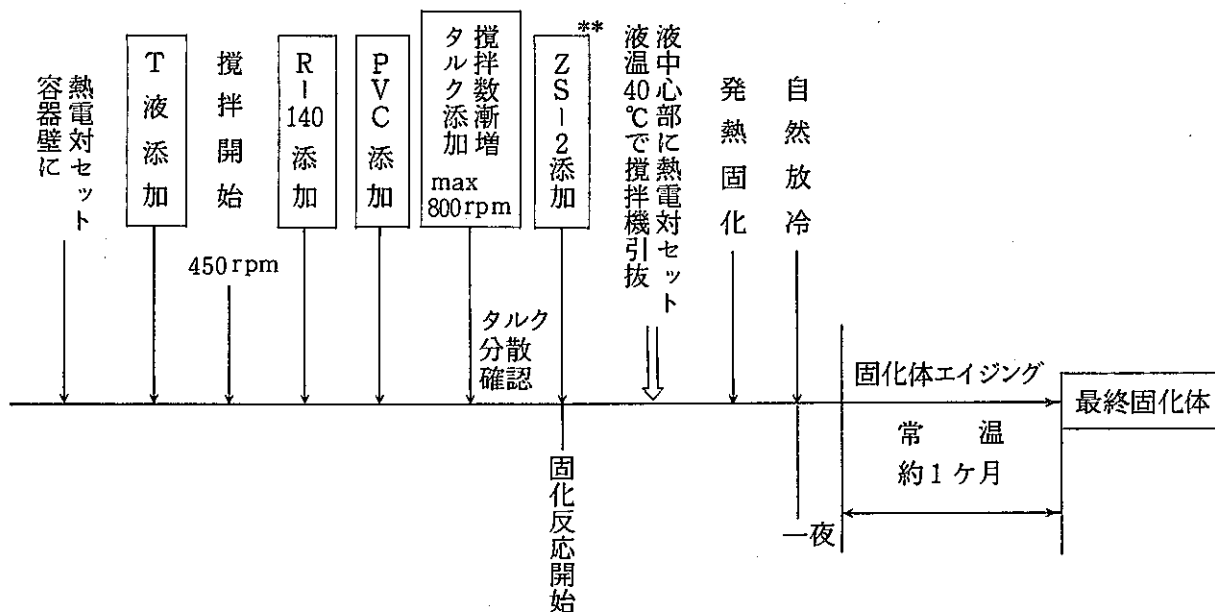 容器壁に
熱電対セット
T液添加
攪拌開始
450rpm
R-140添加
PVC添加
攪拌数漸増
タルク添加
max
800rpm
タルク
分散
確認
ZS-2添加
**
固化反応開始
液中心部に熱電対セット
液温40℃で攪拌機引抜
発熱固化
自然放冷
一夜
固化体エイジング
常温
約1ヶ月
最終固化体